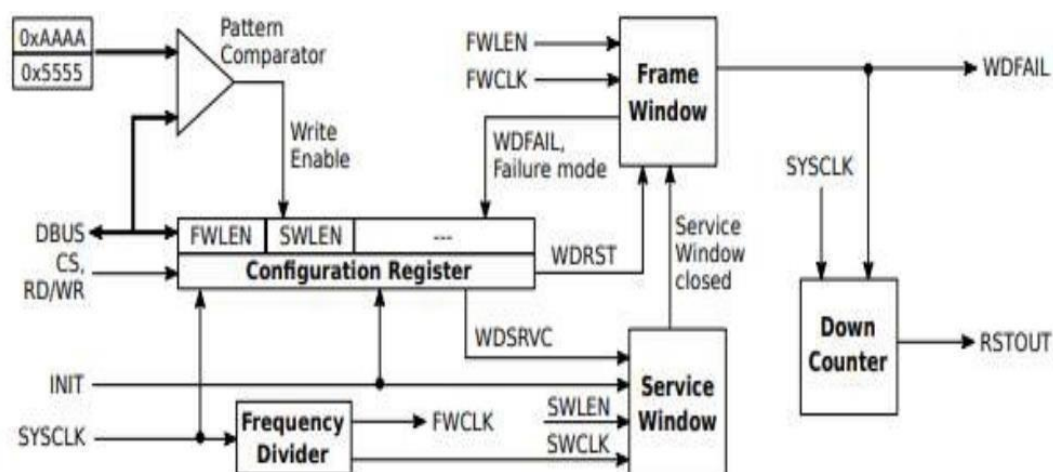 0xAAAA
0x5555
Pattern
Comparator
Write
Enable
FWLEN
FWCLK
Frame
Window
WDFAIL
WDFAIL,
Failure mode
SYSCLK
DBUS
CS,
RD/WR
FWLEN
SWLEN
---
Configuration Register
WDRST
Service
Window
closed
WDSRVC
Down
Counter
RSTOUT
INIT
SYSCLK
Frequency
Divider
FWCLK
SWLEN
SWCLK
Service
Window